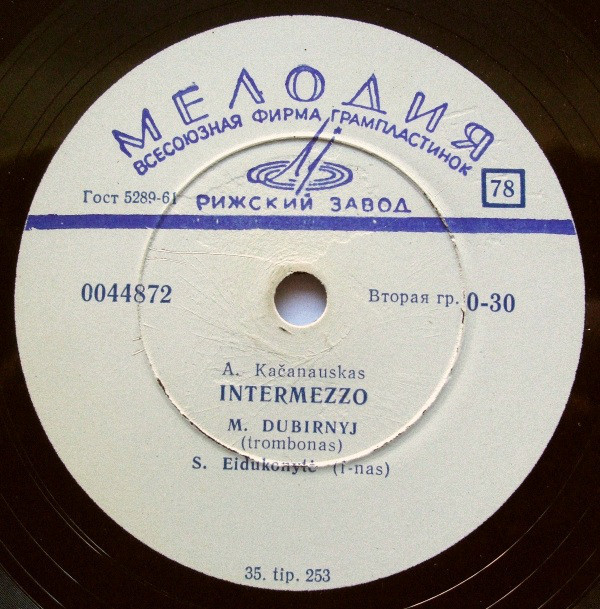 МЕЛОДИЯ
ВСЕСОЮЗНАЯ ФИРМА ГРАМПЛАСТИНОК
Гост 5289-61
РИЖСКИЙ ЗАВОД
78
0044872
Вторая гр. 0-30
A. Kačanauskas
INTERMEZZO
M. DUBIRNYJ
(trombonas)
S. Eidukonytė (f-nas)
35. tip. 253